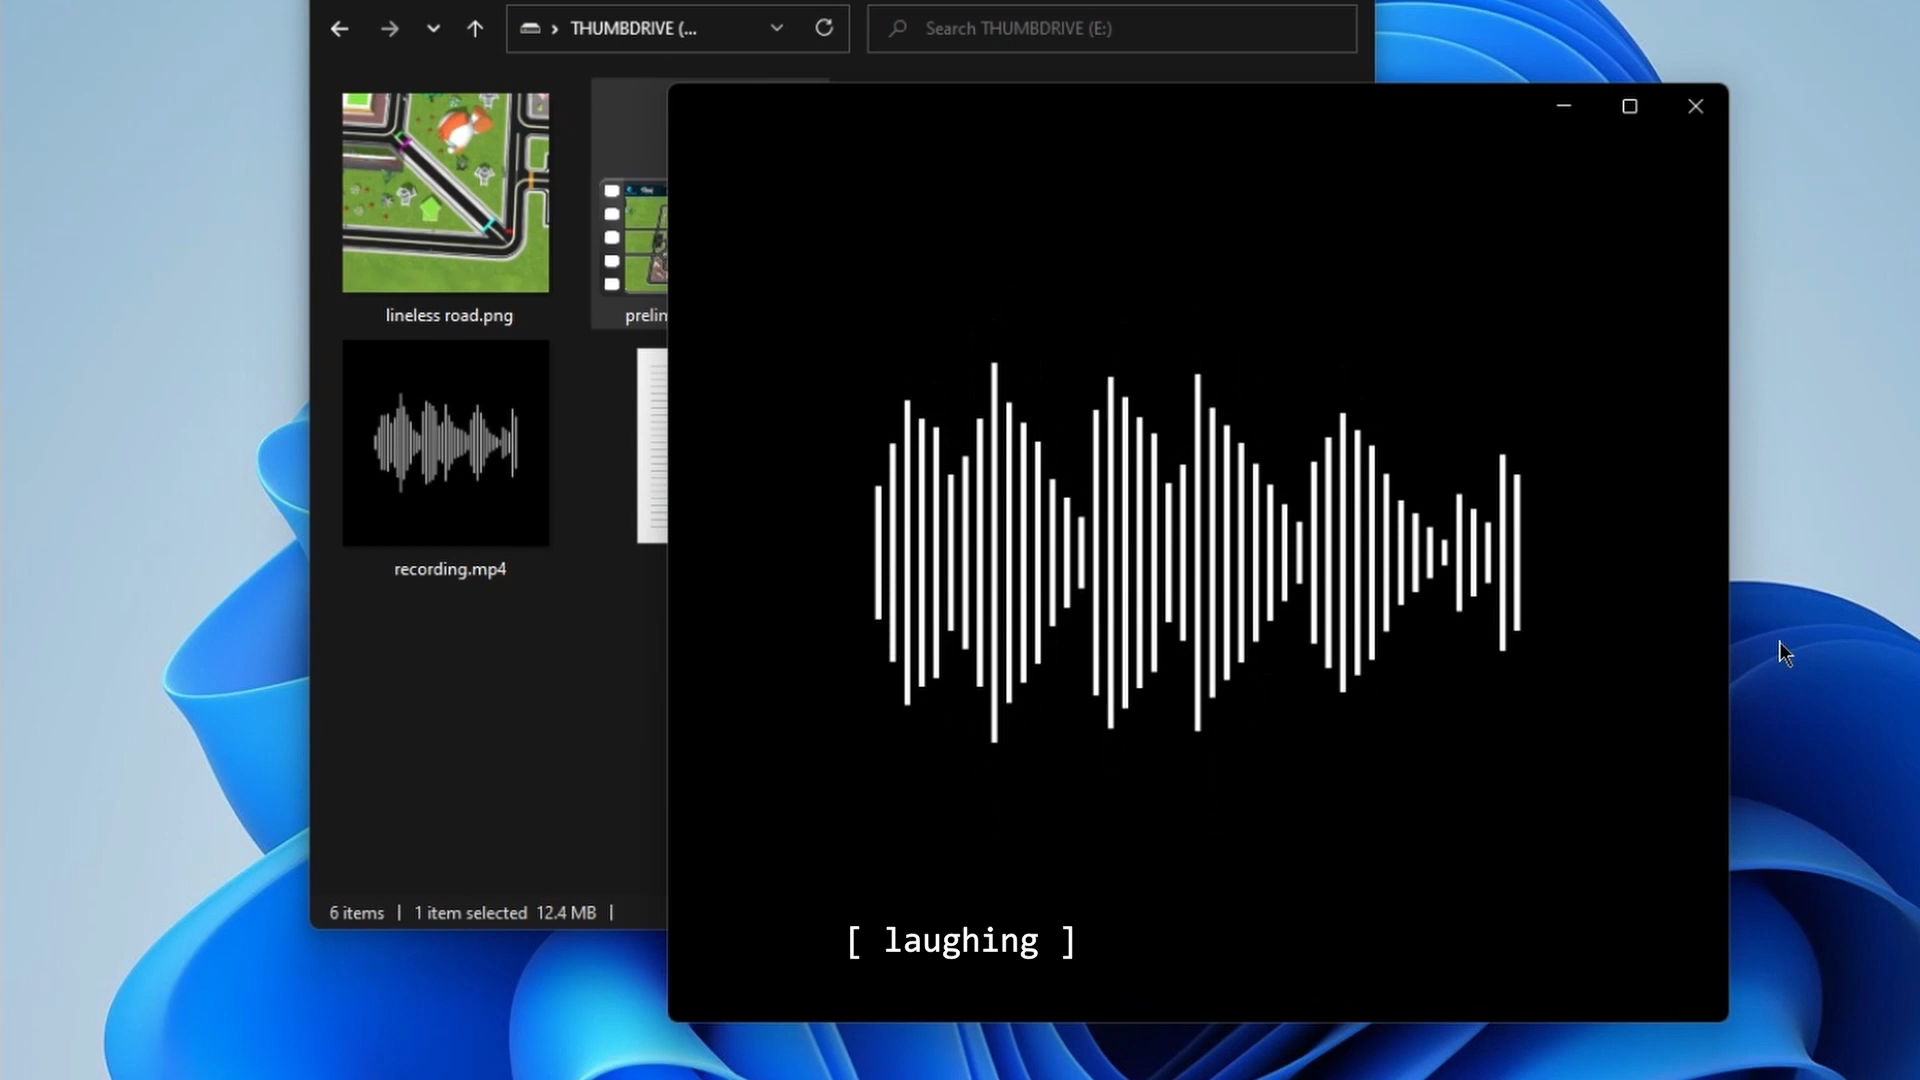 THUMBDRIVE (...
Search THUMBDRIVE (E:)
lineless road.png
prelin
recording.mp4
6 items | 1 item selected 12.4 MB |
[ laughing ]